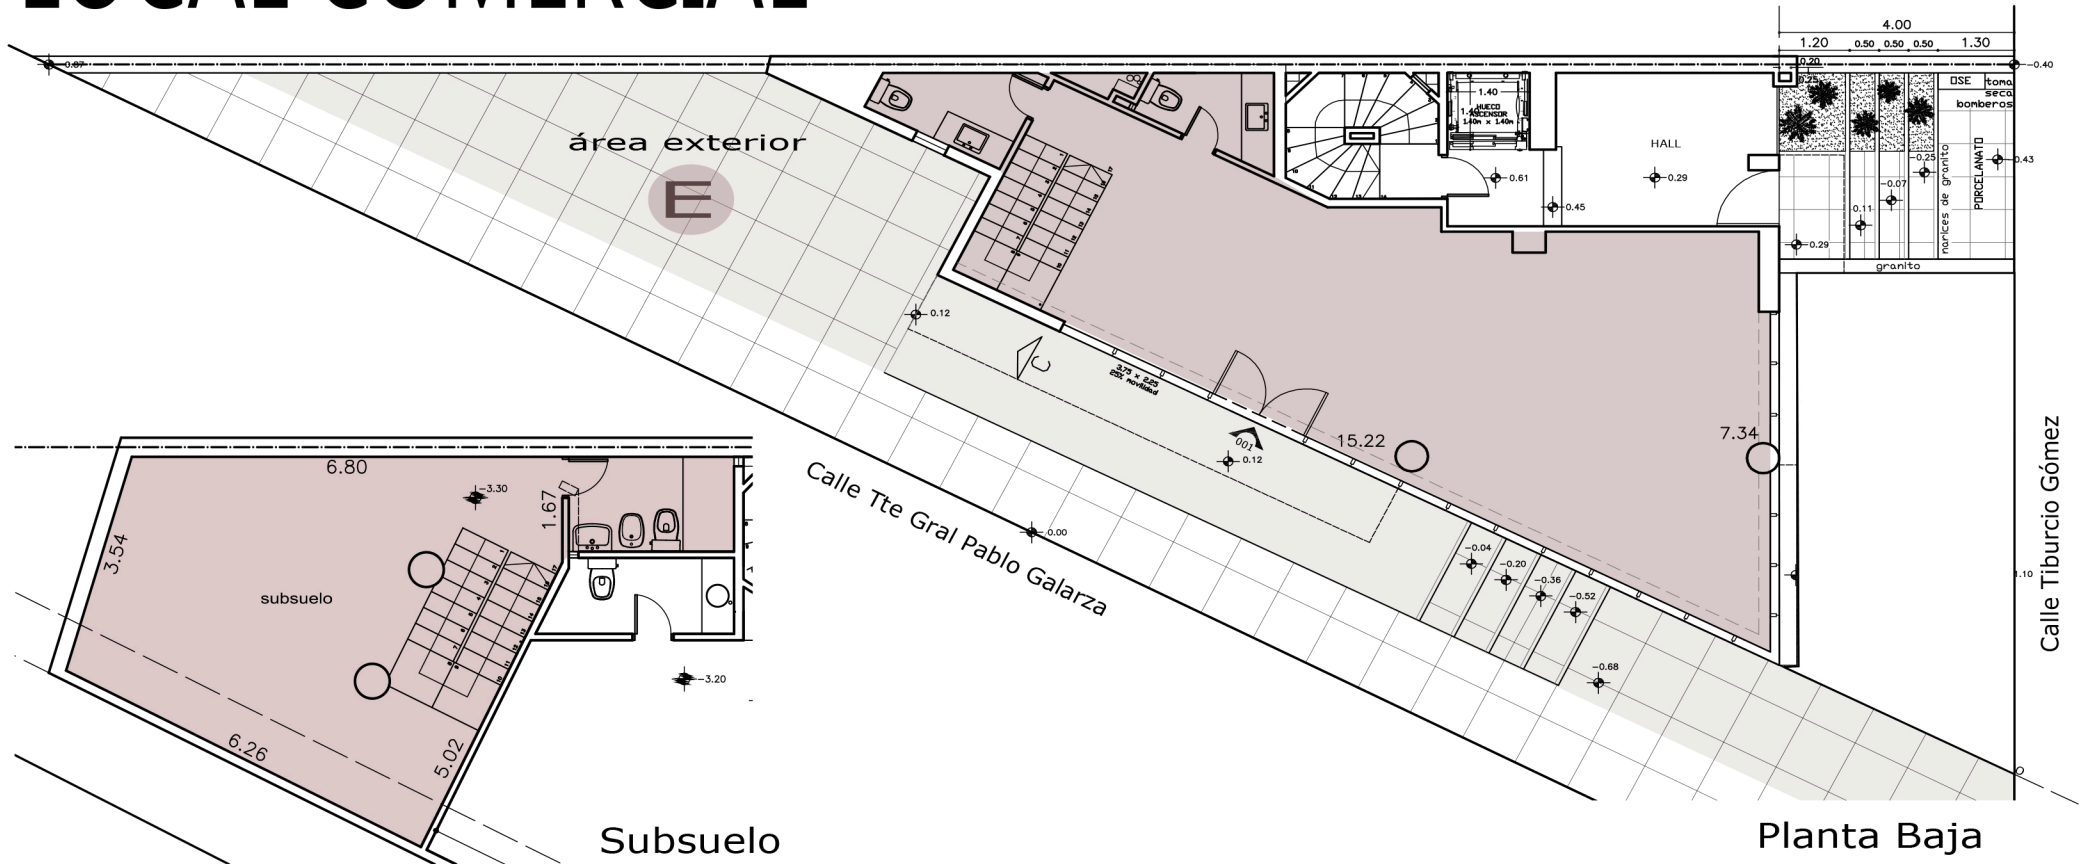 LOCAL COMERCIAL
4.00
1.20 0.50 0.50 0.50 1.30
-0.87
0.20
0.25
-0.40
OSE
toma
seca
bomberos
1.40
HUECO
ASCENSOR
1.40m x 1.40m
HALL
área exterior
E
0.61
0.29
0.45
-0.43
-0.25
-0.07
0.11
0.29
narices de granito
PORCELANATO
granito
0.12
C
3.75 x 2.25
25% movilidad
001
0.12
15.22
7.34
Calle Tte Gral Pablo Galarza
0.00
-0.04
-0.20
-0.36
-0.52
-0.68
1.10
Calle Tiburcio Gómez
6.80
-3.30
1.67
3.54
subsuelo
-3.20
6.26
5.02
Subsuelo
Planta Baja